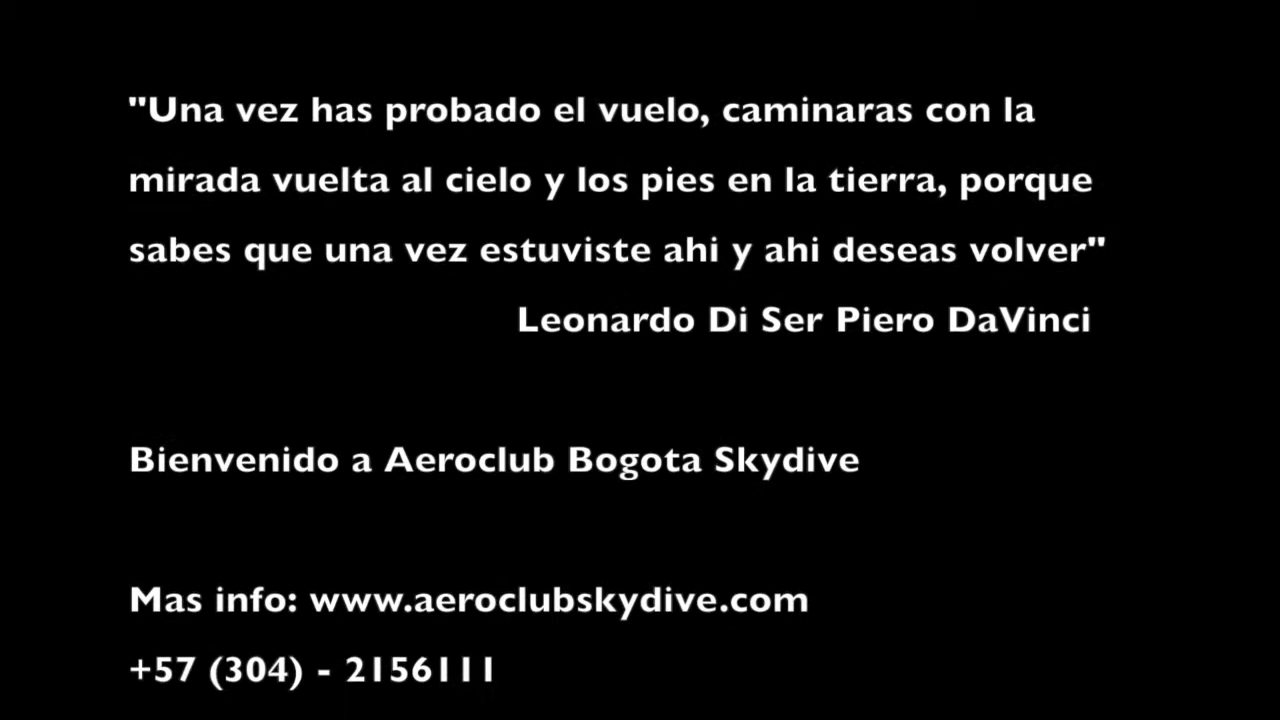 "Una vez has probado el vuelo, caminaras con la
mirada vuelta al cielo y los pies en la tierra, porque
sabes que una vez estuviste ahi y ahi deseas volver"
Leonardo Di Ser Piero DaVinci
Bienvenido a Aeroclub Bogota Skydive
Mas info: www.aeroclubskydive.com
+57 (304) - 2156111